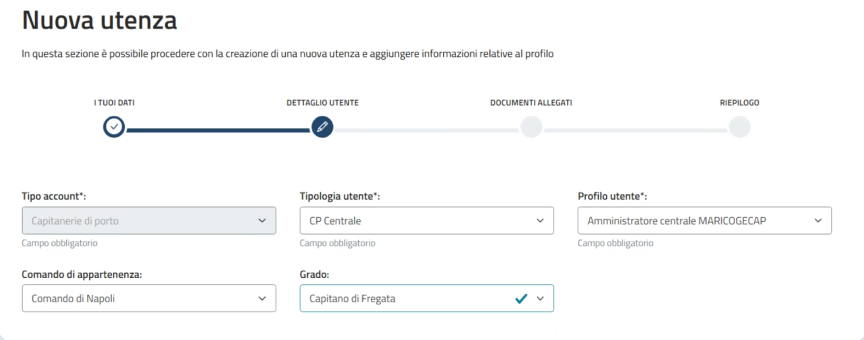 Nuova utenza
In questa sezione è possibile procedere con la creazione di una nuova utenza e aggiungere informazioni relative al profilo
I TUOI DATI
DETTAGLIO UTENTE
DOCUMENTI ALLEGATI
RIEPILOGO
Tipo account*:
Tipologia utente*:
Profilo utente*:
Capitanerie di porto
CP Centrale
Amministratore centrale MARICOGECAP
Campo obbligatorio
Campo obbligatorio
Campo obbligatorio
Comando di appartenenza:
Grado:
Comando di Napoli
Capitano di Fregata